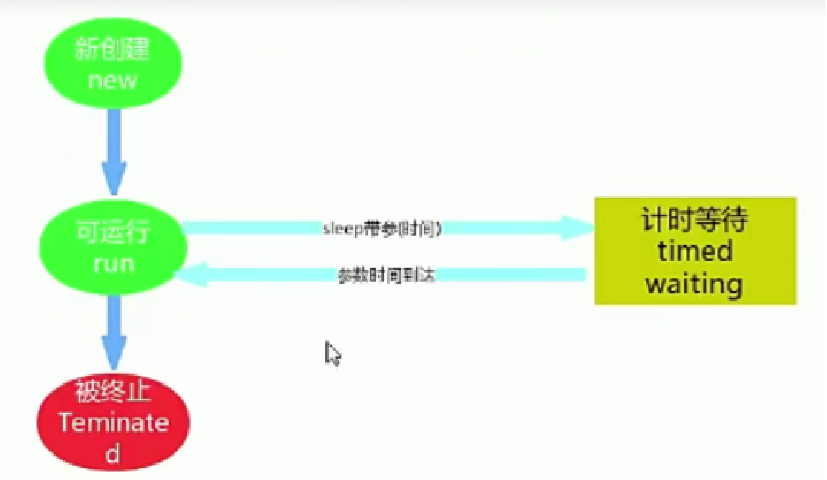 新创建
new
可运行
run
sleep带参(时间)
参数时间到达
计时等待
timed
waiting
被终止
Teminate
d